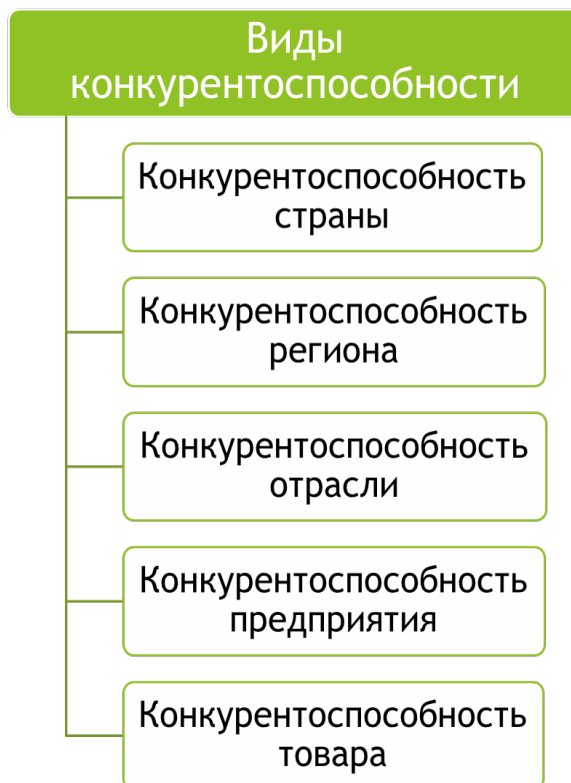 Виды
конкурентоспособности
Конкурентоспособность
страны
Конкурентоспособность
региона
Конкурентоспособность
отрасли
Конкурентоспособность
предприятия
Конкурентоспособность
товара